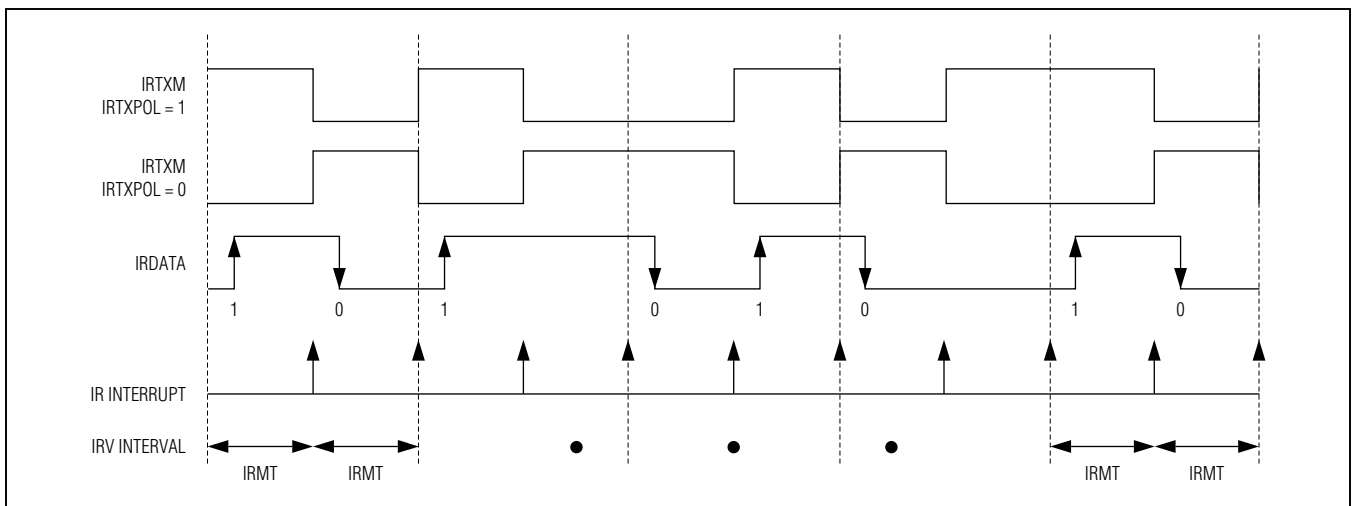 IRTXM
IRTXPOL = 1
IRTXM
IRTXPOL = 0
IRDATA
1 0 1 0 1 0 1 0
IR INTERRUPT
IRV INTERVAL
IRMT IRMT IRMT IRMT